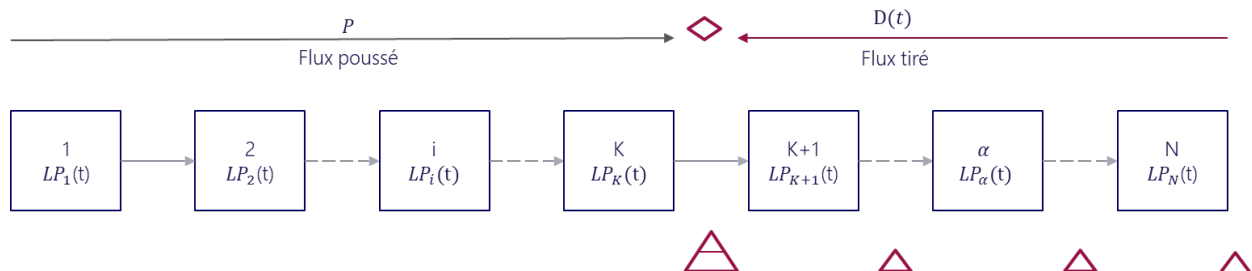 P
D(t)
Flux poussé
Flux tiré
1
LP₁(t)
2
LP₂(t)
i
LPᵢ(t)
K
LP_K(t)
K+1
LP_{K+1}(t)
α
LP_α(t)
N
LP_N(t)